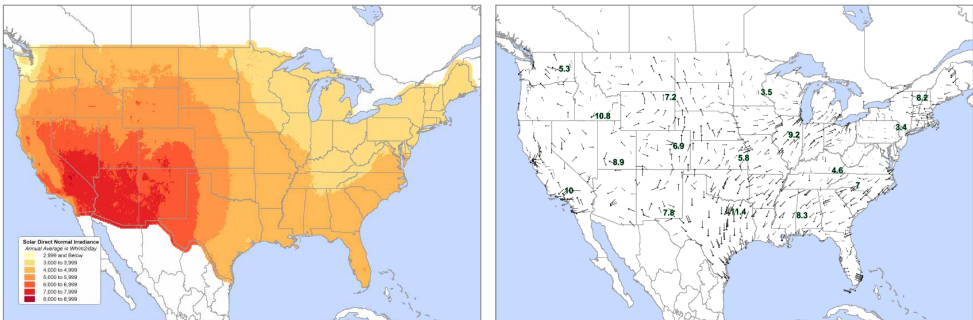 Solar Direct Normal Irradiance
Annual Average in Wh/m2/day
2,999 and Below
3,000 to 3,999
4,000 to 4,999
5,000 to 5,999
6,000 to 6,999
7,000 to 7,999
8,000 to 8,999
5.3
3.5
7.2
8.2
10.8
3.4
9.2
6.9
5.8
8.9
4.6
10
7
7.8
11.4
8.3